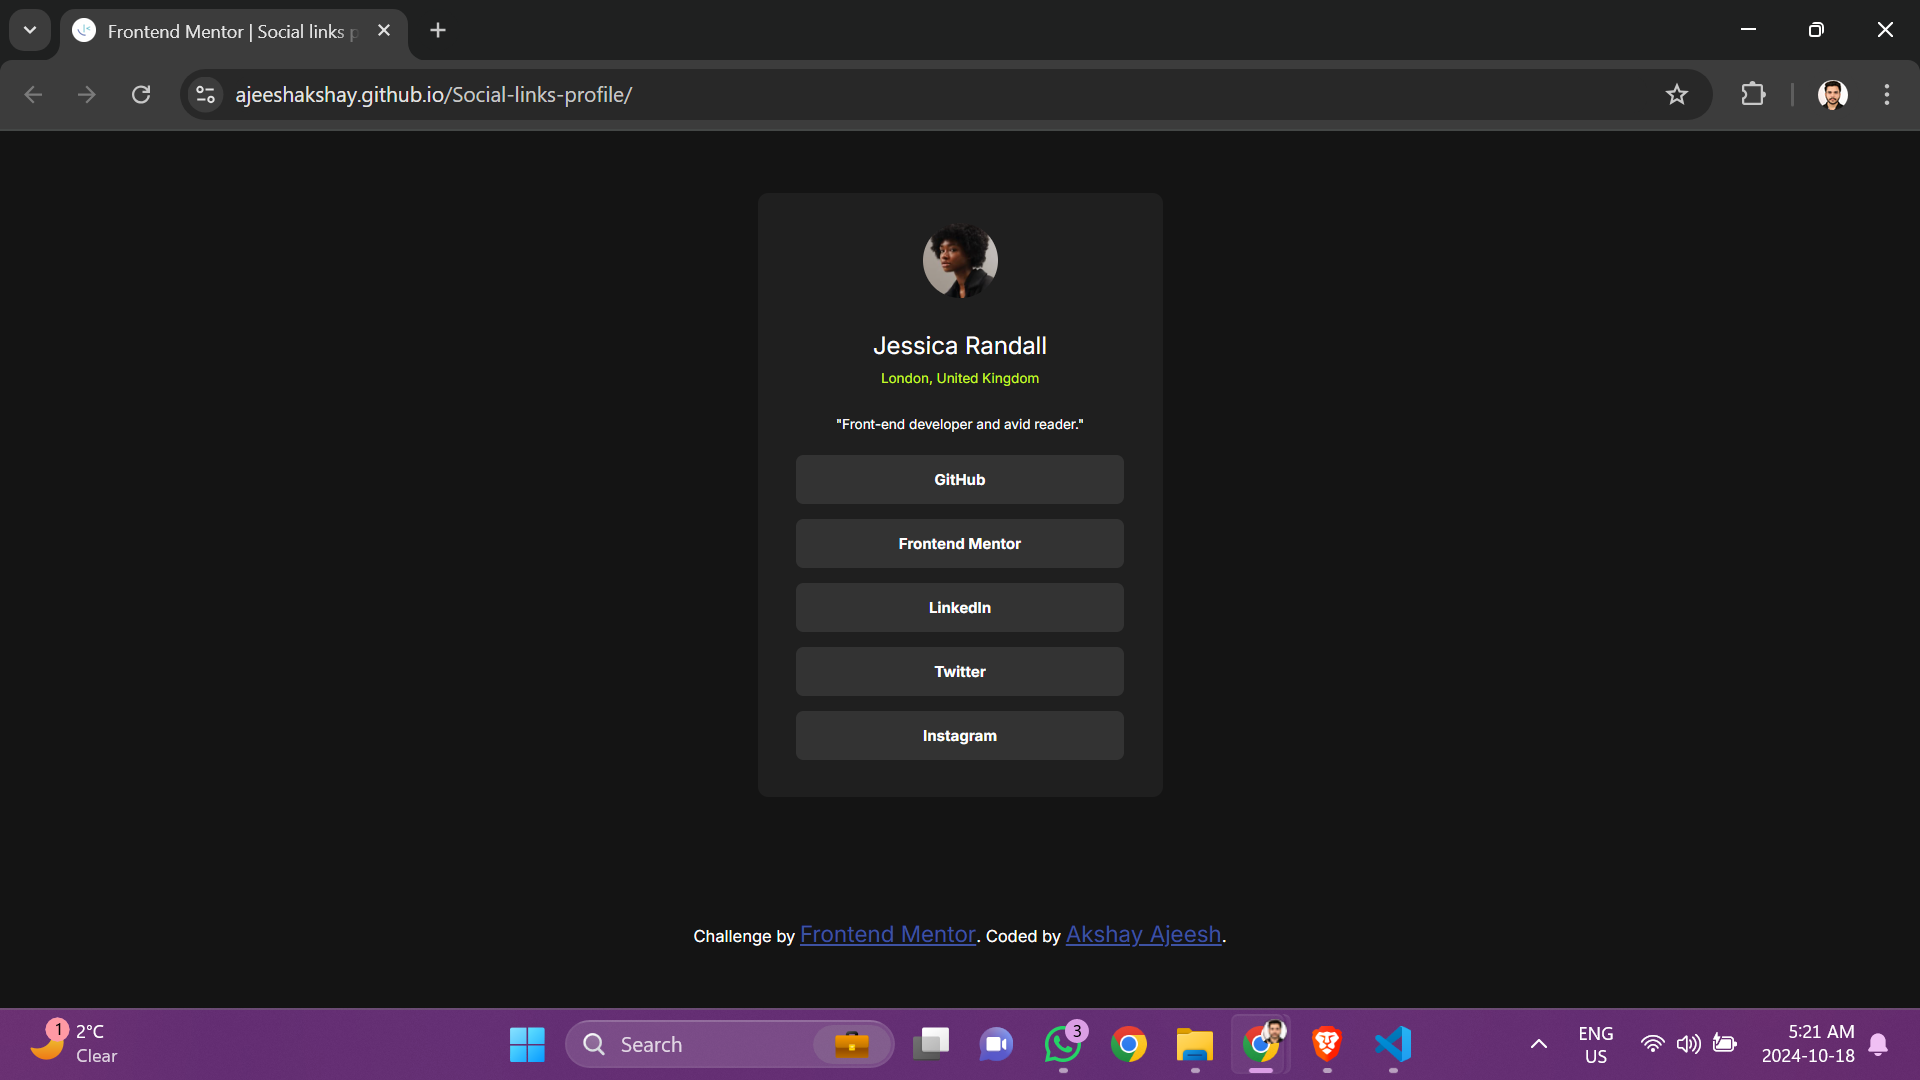 Frontend Mentor | Social links p
ajeeshakshay.github.io/Social-links-profile/
Jessica Randall
London, United Kingdom
"Front-end developer and avid reader."
GitHub
Frontend Mentor
LinkedIn
Twitter
Instagram
Challenge by Frontend Mentor. Coded by Akshay Ajeesh.
1
2°C
Clear
Search
3
ENG
US
5:21 AM
2024-10-18